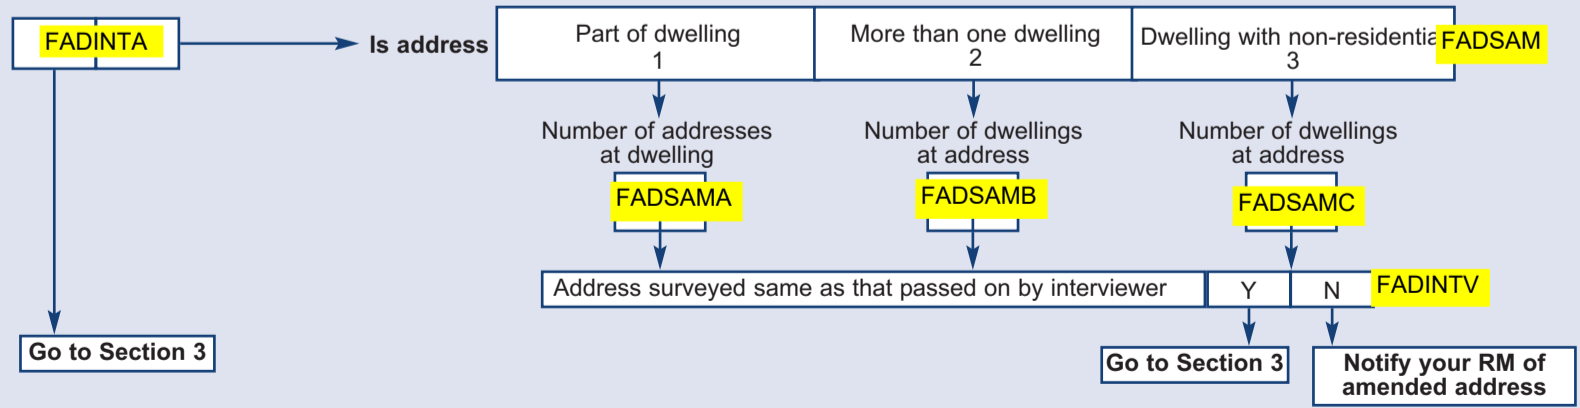 FADINTA
Is address
Part of dwelling
1
More than one dwelling
2
Dwelling with non-residentia
3
FADSAM
Number of addresses
at dwelling
Number of dwellings
at address
Number of dwellings
at address
FADSAMA
FADSAMB
FADSAMC
Address surveyed same as that passed on by interviewer
Y
N
FADINTV
Go to Section 3
Go to Section 3
Notify your RM of
amended address